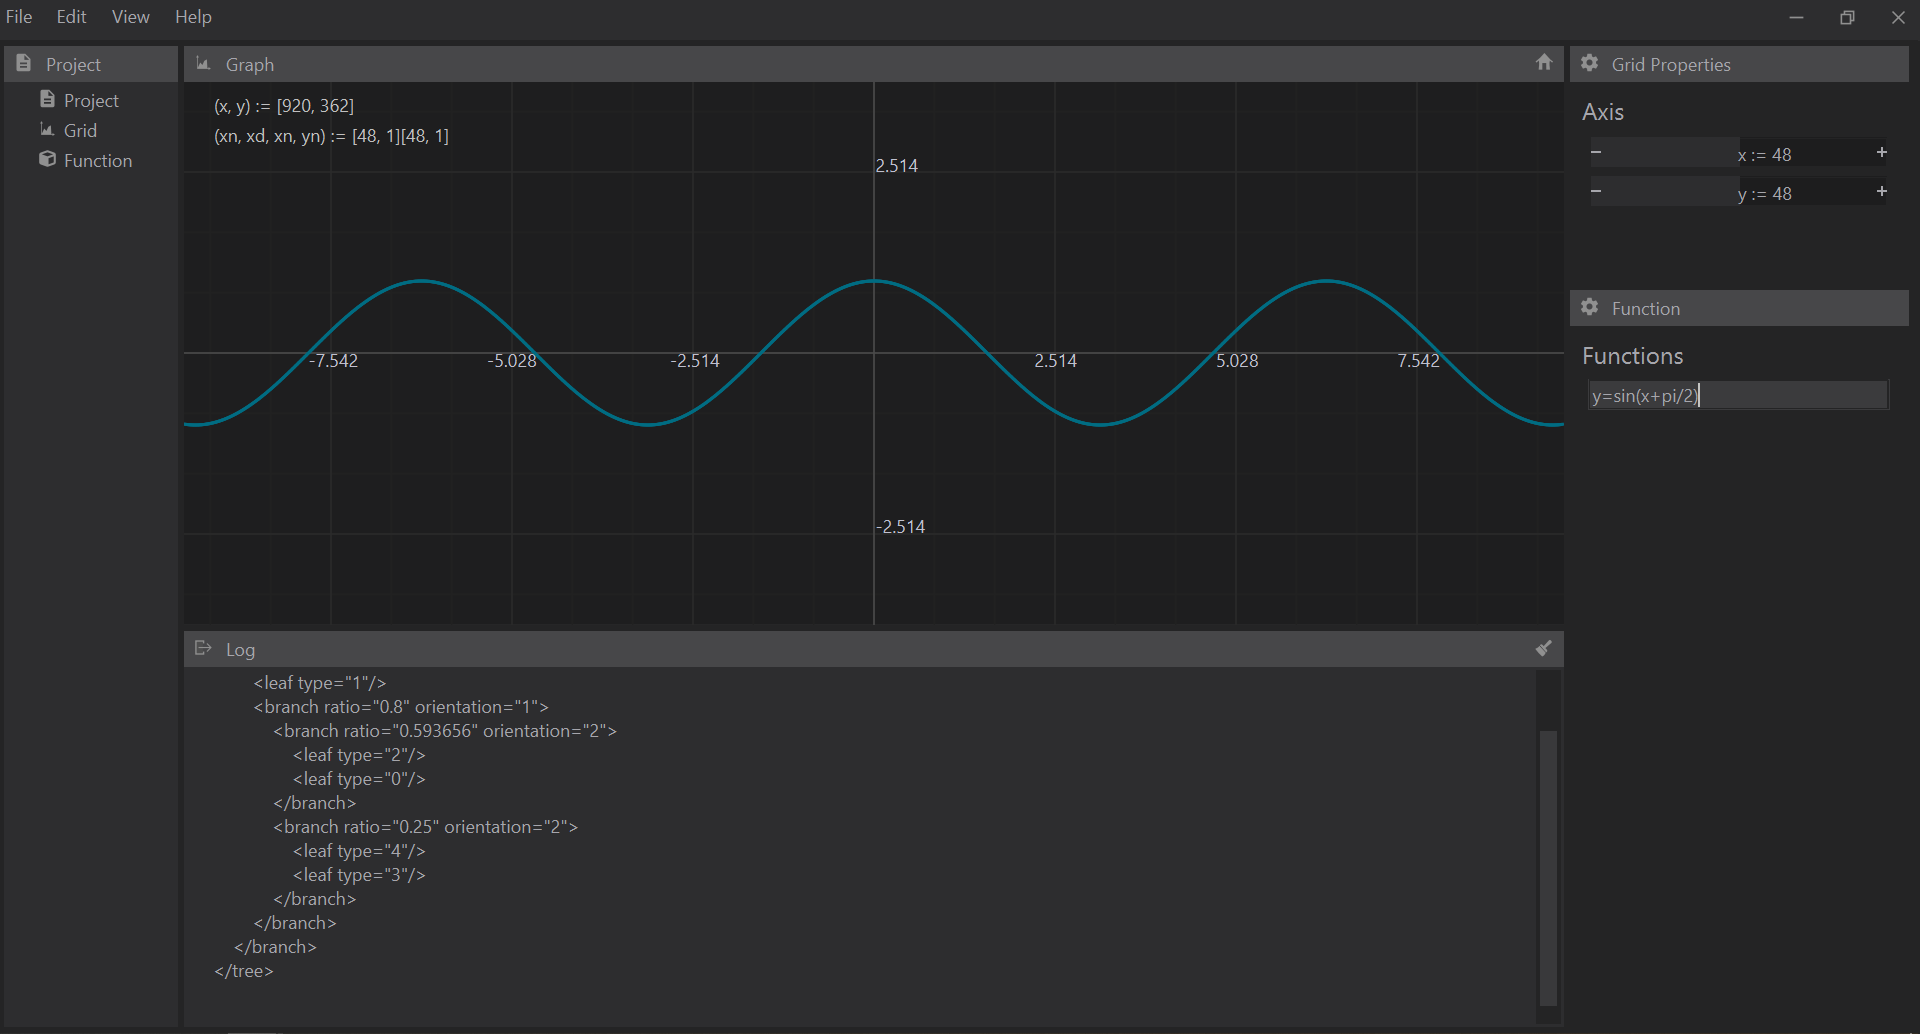 File Edit View Help
Project
Project
Grid
Function
Graph
(x, y) := [920, 362]
(xn, xd, xn, yn) := [48, 1][48, 1]
2.514
-7.542 -5.028 -2.514 2.514 5.028 7.542
-2.514
Log
<leaf type="1"/>
<branch ratio="0.8" orientation="1">
<branch ratio="0.593656" orientation="2">
<leaf type="2"/>
<leaf type="0"/>
</branch>
<branch ratio="0.25" orientation="2">
<leaf type="4"/>
<leaf type="3"/>
</branch>
</branch>
</branch>
</tree>
Grid Properties
Axis
- x := 48 +
- y := 48 +
Function
Functions
y=sin(x+pi/2)